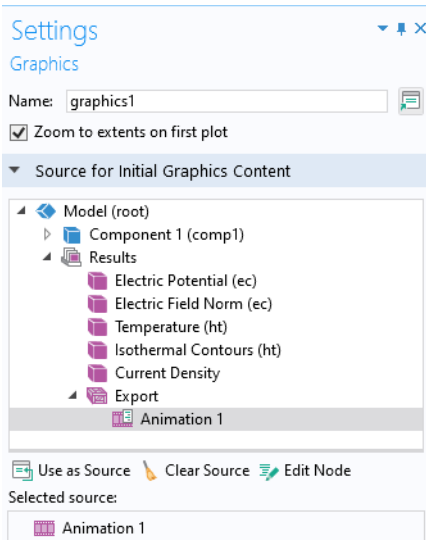 Settings
Graphics
Name: graphics1
Zoom to extents on first plot
Source for Initial Graphics Content
Model (root)
Component 1 (comp1)
Results
Electric Potential (ec)
Electric Field Norm (ec)
Temperature (ht)
Isothermal Contours (ht)
Current Density
Export
Animation 1
Use as Source Clear Source Edit Node
Selected source:
Animation 1